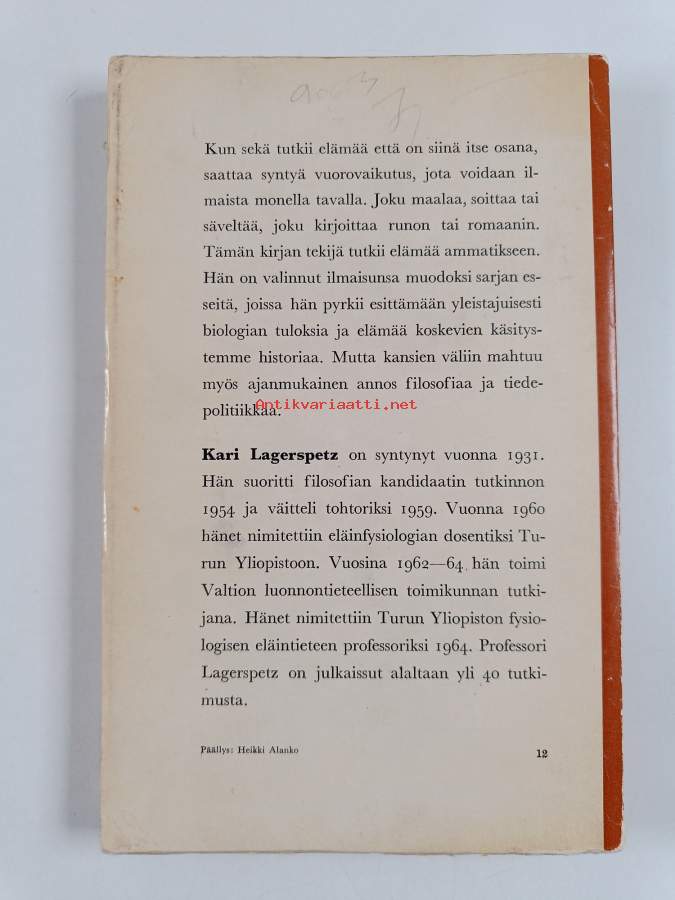 Kun sekä tutkii elämää että on siinä itse osana,
saattaa syntyä vuorovaikutus, jota voidaan il-
maista monella tavalla. Joku maalaa, soittaa tai
säveltää, joku kirjoittaa runon tai romaanin.
Tämän kirjan tekijä tutkii elämää ammatikseen.
Hän on valinnut ilmaisunsa muodoksi sarjan es-
seitä, joissa hän pyrkii esittämään yleistajuisesti
biologian tuloksia ja elämää koskevien käsitys-
temme historiaa. Mutta kansien väliin mahtuu
myös ajanmukainen annos filosofiaa ja tiede-
Antikvariaatti.net
politiikkaa.
Kari Lagerspetz on syntynyt vuonna 1931.
Hän suoritti filosofian kandidaatin tutkinnon
1954 ja väitteli tohtoriksi 1959. Vuonna 1960
hänet nimitettiin eläinfysiologian dosentiksi Tu-
run Yliopistoon. Vuosina 1962—64 hän toimi
Valtion luonnontieteellisen toimikunnan tutki-
jana. Hänet nimitettiin Turun Yliopiston fysio-
logisen eläintieteen professoriksi 1964. Professori
Lagerspetz on julkaissut alaltaan yli 40 tutki-
musta.
Päällys: Heikki Alanko 12